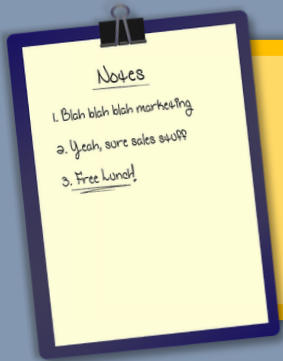 Notes
1. Blah blah blah marketing
2. Yeah, sure sales stuff
3. Free Lunch!